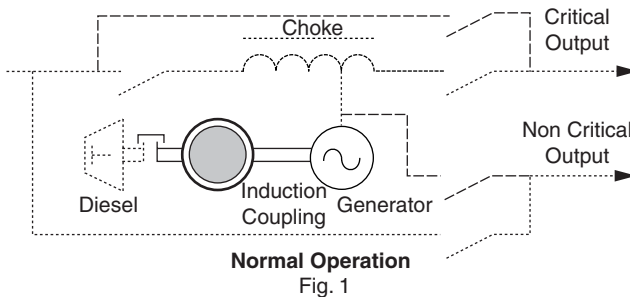 Choke
Critical
Output
Non Critical
Output
Diesel
Induction
Coupling
Generator
Normal Operation
Fig. 1